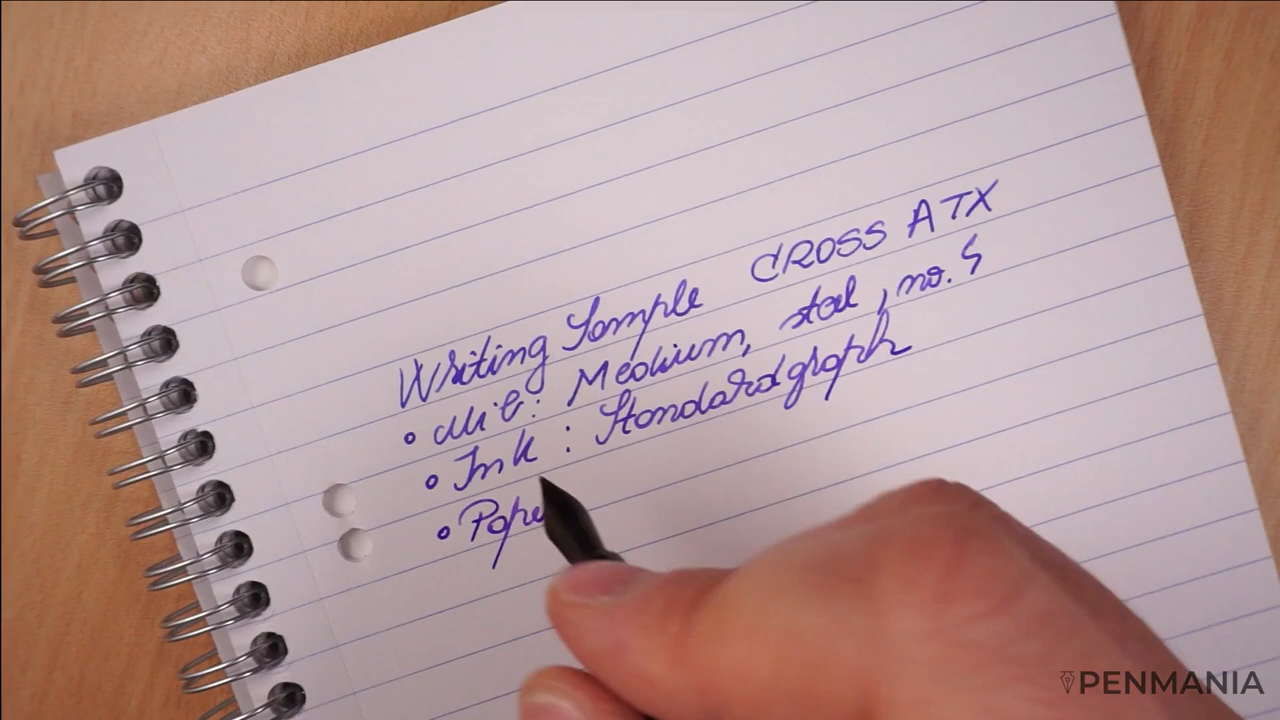 Writing Sample CROSS ATX
• Nib: Medium, steel, no. 5
• Ink: Standardgraph
• Pape
PENMANIA